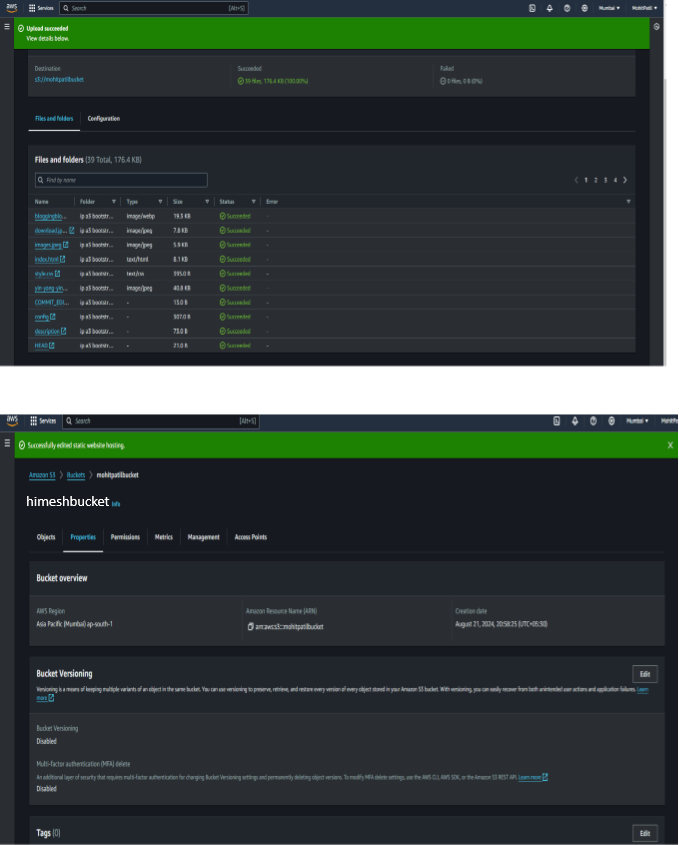 aws Services Search [Alt+S] Mumbai MohitPatil
Upload succeeded
View details below.
Destination Succeeded Failed
s3://mohitpatilbucket 39 files, 176.4 KB (100.00%) 0 files, 0 B (0%)
Files and folders Configuration
Files and folders (39 Total, 176.4 KB)
Find by name 1 2 3 4
Name Folder Type Size Status Error
bloggingblo... ip a3 bootstr... image/webp 19.3 KB Succeeded -
download.jp... ip a3 bootstr... image/jpeg 7.8 KB Succeeded -
images.jpeg ip a3 bootstr... image/jpeg 5.9 KB Succeeded -
index.html ip a3 bootstr... text/html 8.1 KB Succeeded -
style.css ip a3 bootstr... text/css 395.0 B Succeeded -
yin-yang-yin... ip a3 bootstr... image/jpeg 40.8 KB Succeeded -
COMMIT_EDI... ip a3 bootstr... - 13.0 B Succeeded -
config ip a3 bootstr... - 307.0 B Succeeded -
description ip a3 bootstr... - 73.0 B Succeeded -
HEAD ip a3 bootstr... - 21.0 B Succeeded -
aws Services Search [Alt+S] Mumbai MohitPa
Successfully edited static website hosting. X
Amazon S3 > Buckets > mohitpatilbucket
himeshbucket Info
Objects Properties Permissions Metrics Management Access Points
Bucket overview
AWS Region Amazon Resource Name (ARN) Creation date
Asia Pacific (Mumbai) ap-south-1 arn:aws:s3:::mohitpatilbucket August 21, 2024, 20:58:25 (UTC+05:30)
Bucket Versioning Edit
Versioning is a means of keeping multiple variants of an object in the same bucket. You can use versioning to preserve, retrieve, and restore every version of every object stored in your Amazon S3 bucket. With versioning, you can easily recover from both unintended user actions and application failures. Learn
more
Bucket Versioning
Disabled
Multi-factor authentication (MFA) delete
An additional layer of security that requires multi-factor authentication for changing Bucket Versioning settings and permanently deleting object versions. To modify MFA delete settings, use the AWS CLI, AWS SDK, or the Amazon S3 REST API. Learn more
Disabled
Tags (0) Edit